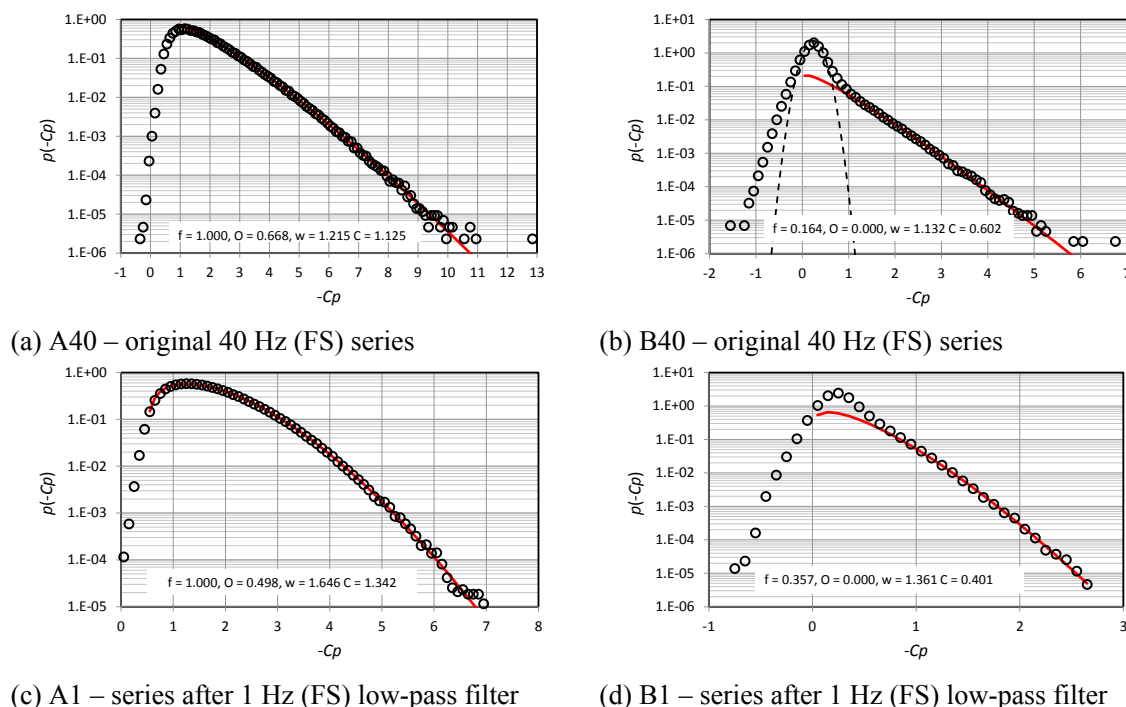 1.E+00
1.E-01
1.E-02
1.E-03
1.E-04
1.E-05
1.E-06
p(-Cp)
f = 1.000, O = 0.668, w = 1.215 C = 1.125
-1 0 1 2 3 4 5 6 7 8 9 10 11 12 13
-Cp
(a) A40 – original 40 Hz (FS) series
1.E+01
1.E+00
1.E-01
1.E-02
1.E-03
1.E-04
1.E-05
1.E-06
p(-Cp)
f = 0.164, O = 0.000, w = 1.132 C = 0.602
-2 -1 0 1 2 3 4 5 6 7
-Cp
(b) B40 – original 40 Hz (FS) series
1.E+00
1.E-01
1.E-02
1.E-03
1.E-04
1.E-05
p(-Cp)
f = 1.000, O = 0.498, w = 1.646 C = 1.342
0 1 2 3 4 5 6 7 8
-Cp
(c) A1 – series after 1 Hz (FS) low-pass filter
1.E+01
1.E+00
1.E-01
1.E-02
1.E-03
1.E-04
1.E-05
1.E-06
p(-Cp)
f = 0.357, O = 0.000, w = 1.361 C = 0.401
-1 0 1 2 3
-Cp
(d) B1 – series after 1 Hz (FS) low-pass filter